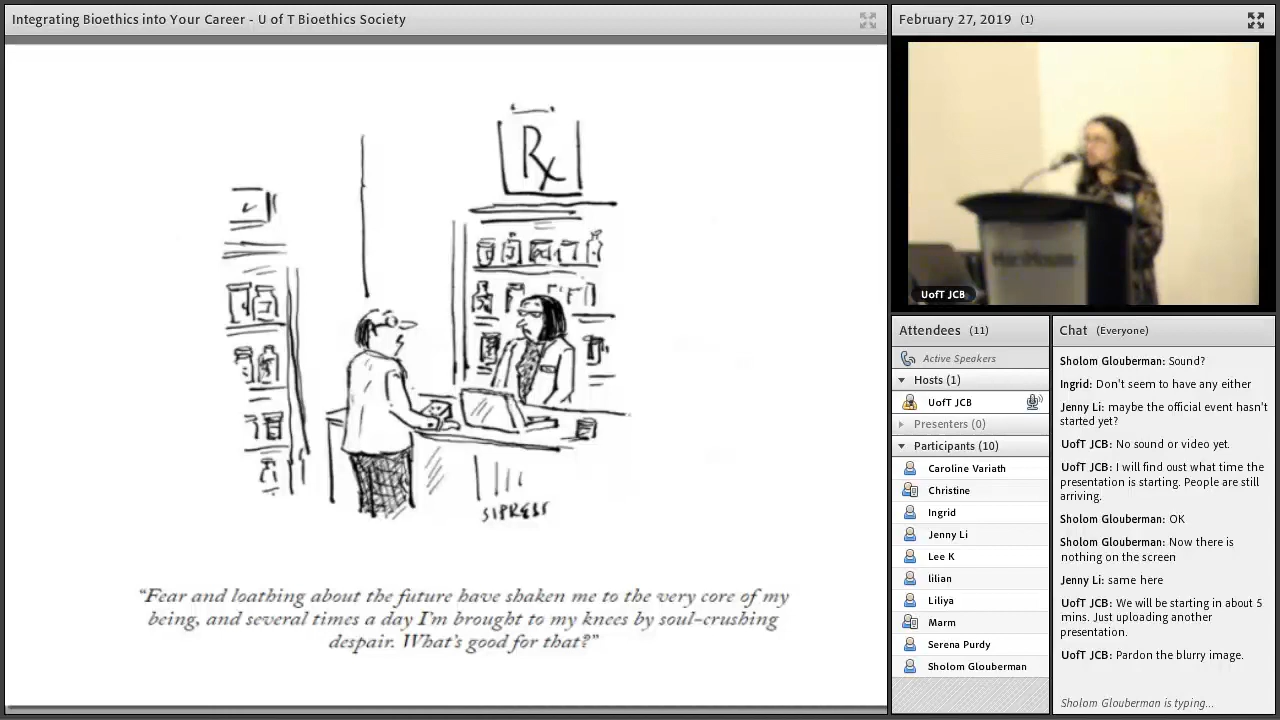 Integrating Bioethics into Your Career - U of T Bioethics Society
Rx
SIPRESS
"Fear and loathing about the future have shaken me to the very core of my
being, and several times a day I'm brought to my knees by soul-crushing
despair. What's good for that?"
February 27, 2019 (1)
UofT JCB
Attendees (11)
Active Speakers
Hosts (1)
UofT JCB
Presenters (0)
Participants (10)
Caroline Variath
Christine
Ingrid
Jenny Li
Lee K
lilian
Liliya
Marm
Serena Purdy
Sholom Glouberman
Chat (Everyone)
Sholom Glouberman: Sound?
Ingrid: Don't seem to have any either
Jenny Li: maybe the official event hasn't
started yet?
UofT JCB: No sound or video yet.
UofT JCB: I will find oust what time the
presentation is starting. People are still
arriving.
Sholom Glouberman: OK
Sholom Glouberman: Now there is
nothing on the screen
Jenny Li: same here
UofT JCB: We will be starting in about 5
mins. Just uploading another
presentation.
UofT JCB: Pardon the blurry image.
Sholom Glouberman is typing...